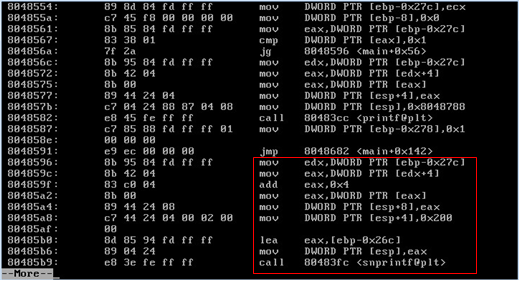 8048554: 89 8d 84 fd ff ff mov DWORD PTR [ebp-0x27c],ecx
804855a: c7 45 f8 00 00 00 00 mov DWORD PTR [ebp-8],0x0
8048561: 8b 85 84 fd ff ff mov eax,DWORD PTR [ebp-0x27c]
8048567: 83 38 01 cmp DWORD PTR [eax],0x1
804856a: 7f 2a jg 8048596 <main+0x56>
804856c: 8b 95 84 fd ff ff mov edx,DWORD PTR [ebp-0x27c]
8048572: 8b 42 04 mov eax,DWORD PTR [edx+4]
8048575: 8b 00 mov eax,DWORD PTR [eax]
8048577: 89 44 24 04 mov DWORD PTR [esp+4],eax
804857b: c7 04 24 88 87 04 08 mov DWORD PTR [esp],0x8048788
8048582: e8 45 fe ff ff call 80483cc <printf@plt>
8048587: c7 85 88 fd ff ff 01 mov DWORD PTR [ebp-0x278],0x1
804858e: 00 00 00
8048591: e9 ec 00 00 00 jmp 8048682 <main+0x142>
8048596: 8b 95 84 fd ff ff mov edx,DWORD PTR [ebp-0x27c]
804859c: 8b 42 04 mov eax,DWORD PTR [edx+4]
804859f: 83 c0 04 add eax,0x4
80485a2: 8b 00 mov eax,DWORD PTR [eax]
80485a4: 89 44 24 08 mov DWORD PTR [esp+8],eax
80485a8: c7 44 24 04 00 02 00 mov DWORD PTR [esp+4],0x200
80485af: 00
80485b0: 8d 85 94 fd ff ff lea eax,[ebp-0x26c]
80485b6: 89 04 24 mov DWORD PTR [esp],eax
80485b9: e8 3e fe ff ff call 80483fc <snprintf@plt>
--More--